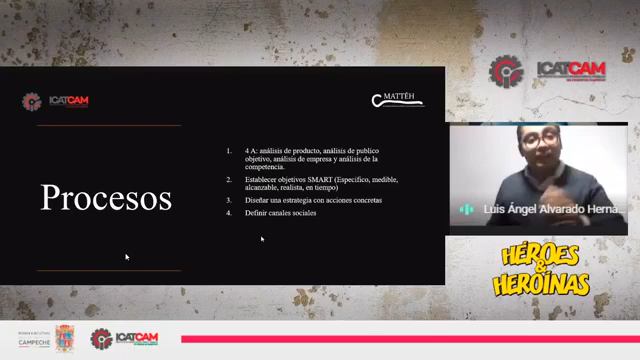 ICATCAM
MATTÈH
ICATCAM
Procesos
1. 4 A: análisis de producto, análisis de publico
objetivo, análisis de empresa y análisis de la
competencia.
2. Establecer objetivos SMART (Especifico, medible,
alcanzable, realista, en tiempo)
3. Diseñar una estrategia con acciones concretas
4. Definir canales sociales
Luis Ángel Alvarado Herná...
HÉROES
&
HEROÍNAS
CAMPECHE
ICATCAM